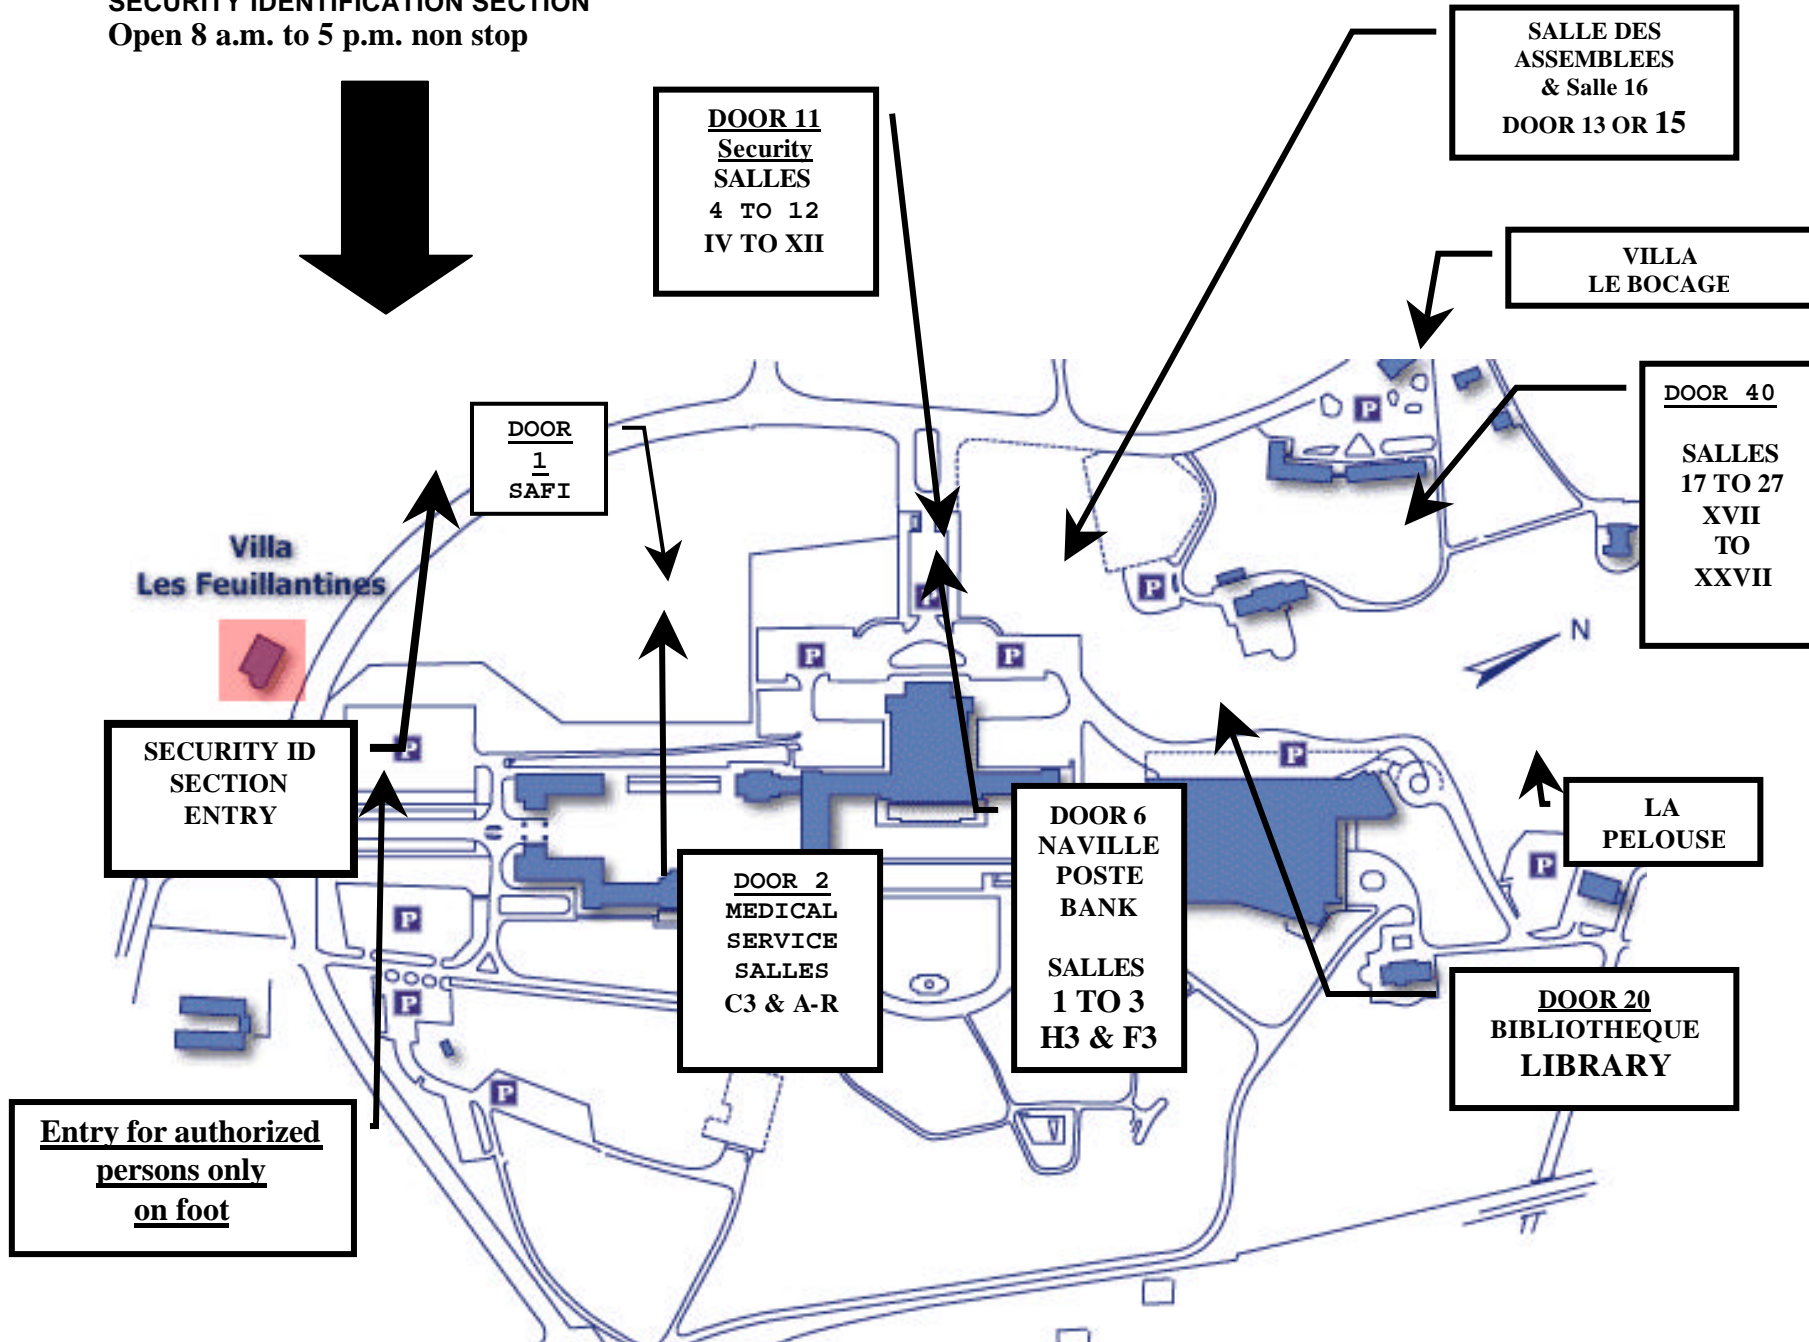 SECURITY IDENTIFICATION SECTION
Open 8 a.m. to 5 p.m. non stop
SALLE DES
ASSEMBLEES
& Salle 16
DOOR 13 OR 15
DOOR 11
Security
SALLES
4 TO 12
IV TO XII
VILLA
LE BOCAGE
DOOR 40
SALLES
17 TO 27
XVII
TO
XXVII
DOOR
1
SAFI
P
Villa
Les Feuillantines
P
P
N
P
P
SECURITY ID
SECTION
ENTRY
P
P
LA
PELOUSE
P
DOOR 6
NAVILLE
POSTE
BANK
SALLES
1 TO 3
H3 & F3
DOOR 2
MEDICAL
SERVICE
SALLES
C3 & A-R
P
P
P
DOOR 20
BIBLIOTHEQUE
LIBRARY
Entry for authorized
persons only
on foot